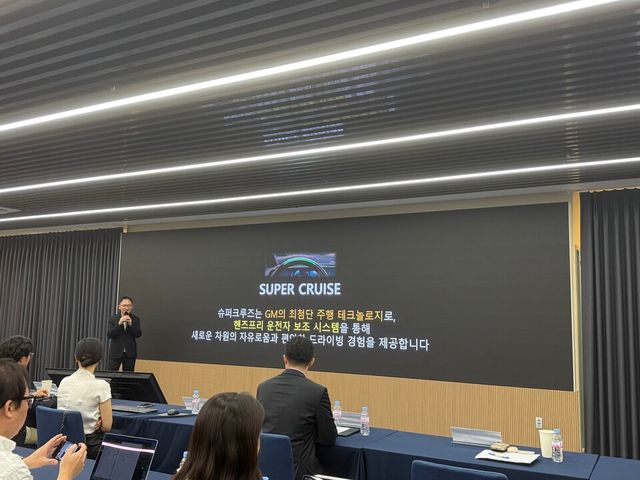 SUPER CRUISE
슈퍼크루즈는 GM의 최첨단 주행 테크놀로지로,
핸즈프리 운전자 보조 시스템을 통해
새로운 차원의 자유로움과 편안한 드라이빙 경험을 제공합니다